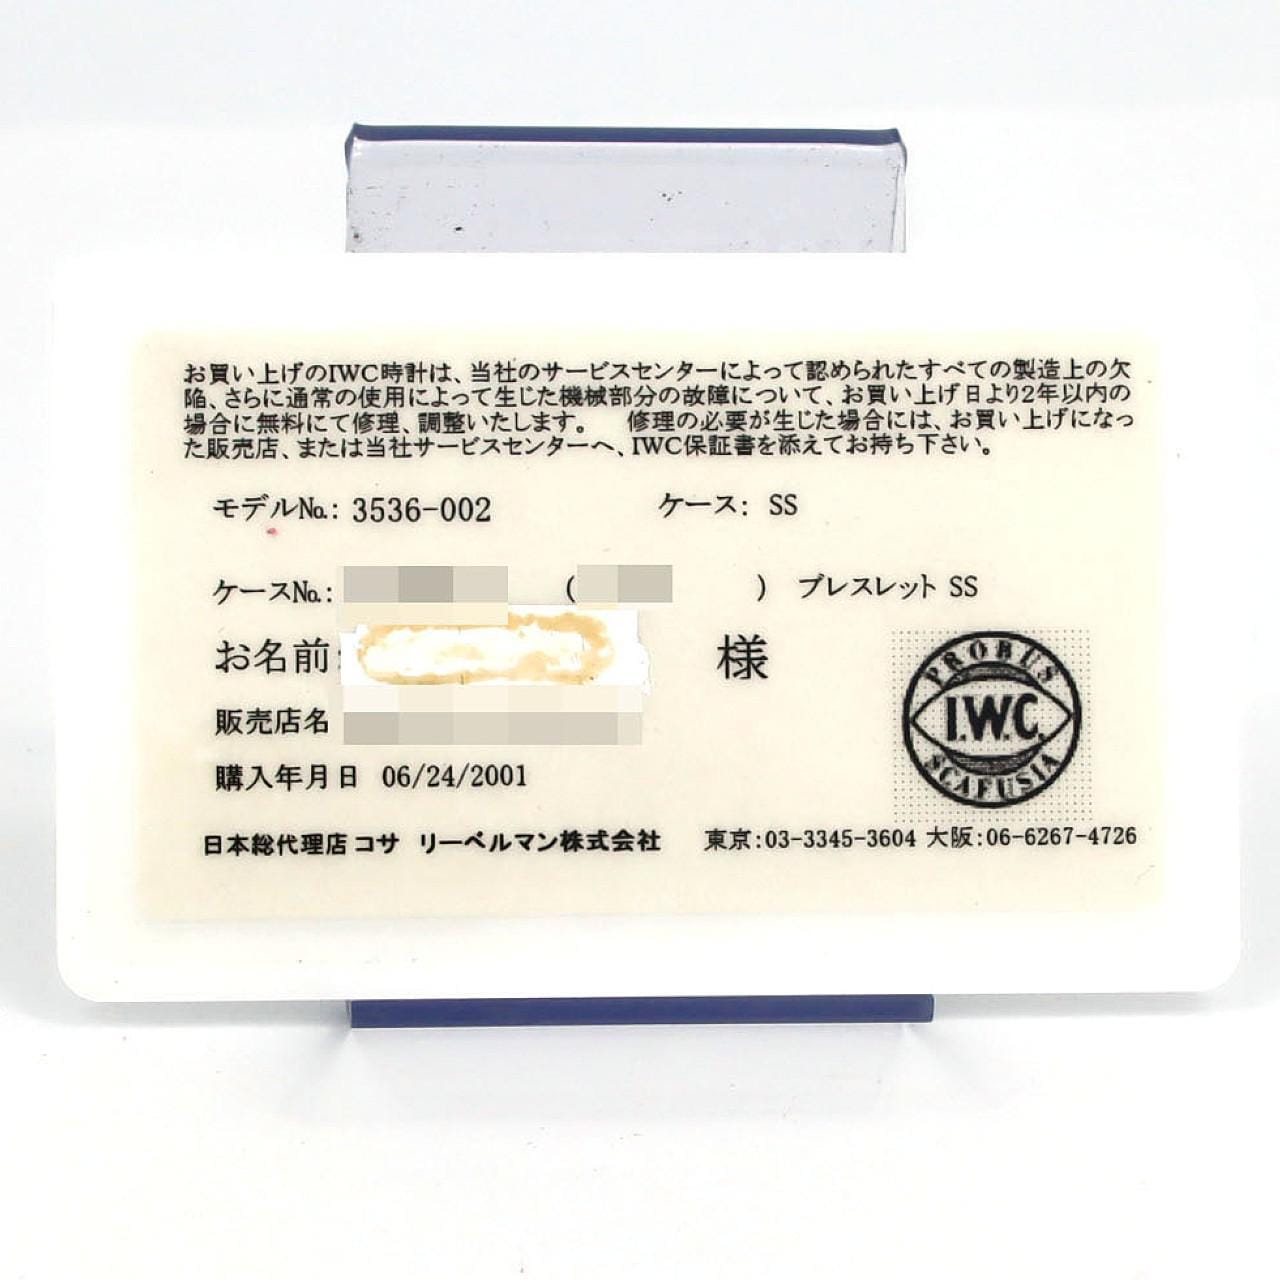 お買い上げのIWC時計は、当社のサービスセンターによって認められたすべての製造上の欠
陥、さらに通常の使用によって生じた機械部分の故障について、お買い上げ日より2年以内の
場合に無料にて修理、調整いたします。 修理の必要が生じた場合には、お買い上げになっ
た販売店、または当社サービスセンターへ、IWC保証書を添えてお持ち下さい。
モデル№: 3536-002 ケース: SS
ケース№: ( ) ブレスレット SS
お名前: 様
販売店名
購入年月日 06/24/2001
PROBUS
I.W.C.
SCAFUSIA
日本総代理店 コサ リーベルマン株式会社 東京:03-3345-3604 大阪:06-6267-4726